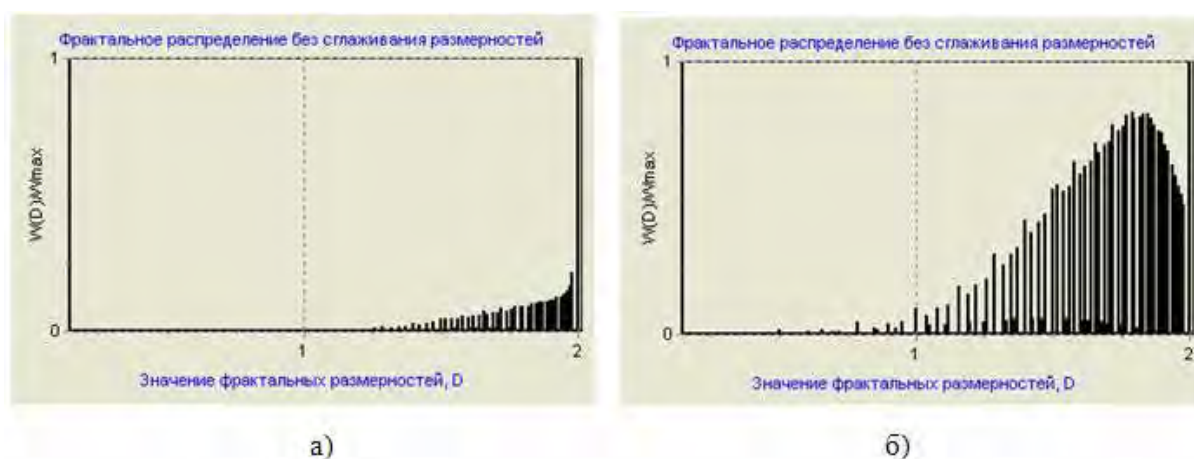 Фрактальное распределение без сглаживания размерностей
1
W(D)/Wmax
0
1
2
Значение фрактальных размерностей, D
а)
Фрактальное распределение без сглаживания размерностей
1
W(D)/Wmax
0
1
2
Значение фрактальных размерностей, D
б)